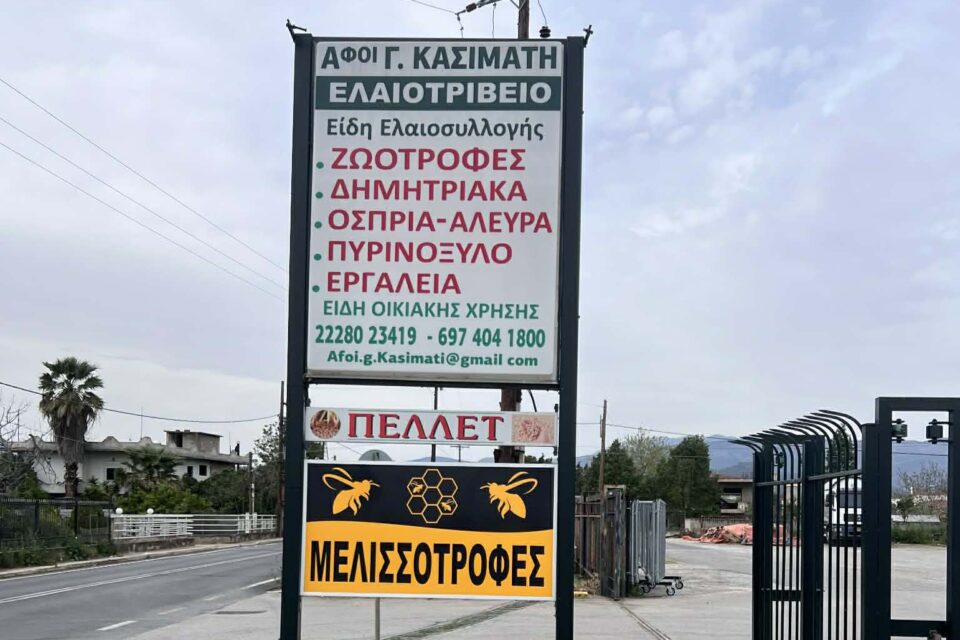 ΑΦΟΙ Γ. ΚΑΣΙΜΑΤΗ
ΕΛΑΙΟΤΡΙΒΕΙΟ
Είδη Ελαιοσυλλογής
• ΖΩΟΤΡΟΦΕΣ
• ΔΗΜΗΤΡΙΑΚΑ
• ΟΣΠΡΙΑ-ΑΛΕΥΡΑ
• ΠΥΡΙΝΟΞΥΛΟ
• ΕΡΓΑΛΕΙΑ
ΕΙΔΗ ΟΙΚΙΑΚΗΣ ΧΡΗΣΗΣ
22280 23419 - 697 404 1800
Afoi.g.Kasimati@gmail com
ΠΕΛΛΕΤ
ΜΕΛΙΣΣΟΤΡΟΦΕΣ